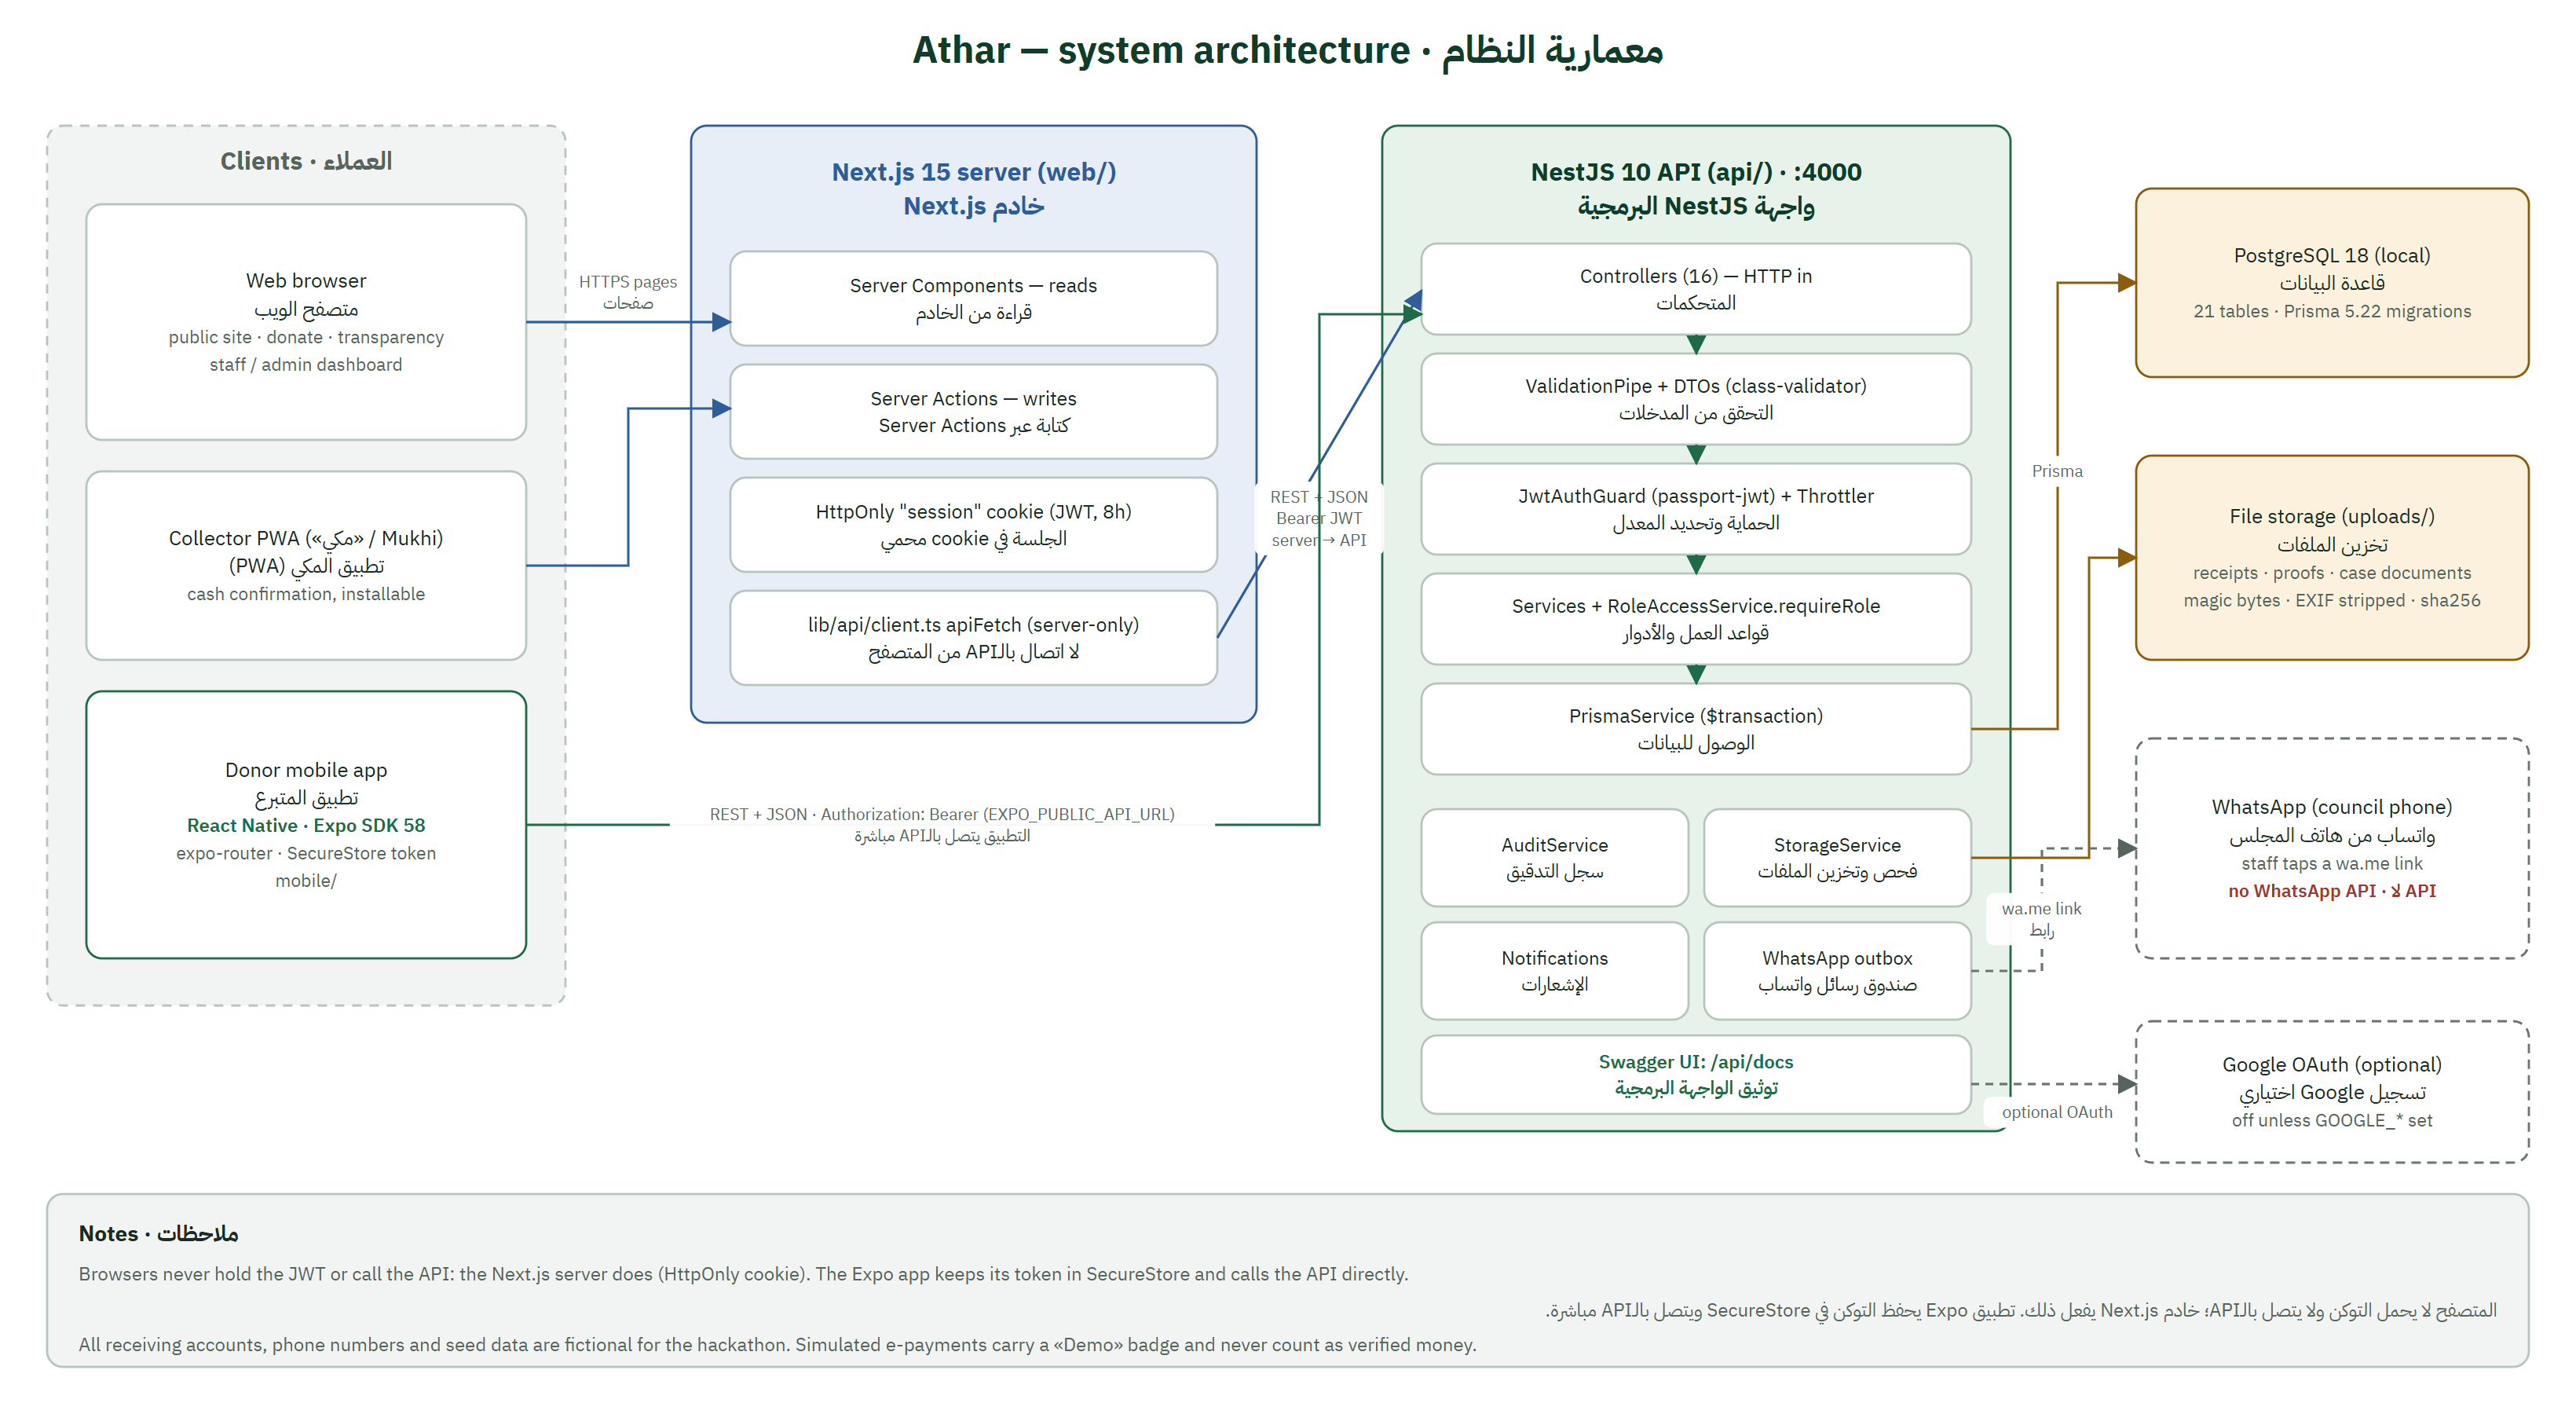 Athar — system architecture · معمارية النظام
Clients · العملاء
Web browser
متصفح الويب
public site · donate · transparency
staff / admin dashboard
Collector PWA («مكي» / Mukhi)
تطبيق المكي (PWA)
cash confirmation, installable
Donor mobile app
تطبيق المتبرع
React Native · Expo SDK 58
expo-router · SecureStore token
mobile/
HTTPS pages
صفحات
Next.js 15 server (web/)
خادم Next.js
Server Components — reads
قراءة من الخادم
Server Actions — writes
كتابة عبر Server Actions
HttpOnly "session" cookie (JWT, 8h)
الجلسة في cookie محمي
lib/api/client.ts apiFetch (server-only)
لا اتصال بالـAPI من المتصفح
REST + JSON
Bearer JWT
server → API
REST + JSON · Authorization: Bearer (EXPO_PUBLIC_API_URL)
التطبيق يتصل بالـAPI مباشرة
NestJS 10 API (api/) · :4000
واجهة NestJS البرمجية
Controllers (16) — HTTP in
المتحكمات
ValidationPipe + DTOs (class-validator)
التحقق من المدخلات
JwtAuthGuard (passport-jwt) + Throttler
الحماية وتحديد المعدل
Services + RoleAccessService.requireRole
قواعد العمل والأدوار
PrismaService ($transaction)
الوصول للبيانات
AuditService
سجل التدقيق
StorageService
فحص وتخزين الملفات
Notifications
الإشعارات
WhatsApp outbox
صندوق رسائل واتساب
Swagger UI: /api/docs
توثيق الواجهة البرمجية
Prisma
wa.me link
رابط
optional OAuth
PostgreSQL 18 (local)
قاعدة البيانات
21 tables · Prisma 5.22 migrations
File storage (uploads/)
تخزين الملفات
receipts · proofs · case documents
magic bytes · EXIF stripped · sha256
WhatsApp (council phone)
واتساب من هاتف المجلس
staff taps a wa.me link
no WhatsApp API · لا API
Google OAuth (optional)
تسجيل Google اختياري
off unless GOOGLE_* set
Notes · ملاحظات
Browsers never hold the JWT or call the API: the Next.js server does (HttpOnly cookie). The Expo app keeps its token in SecureStore and calls the API directly.
المتصفح لا يحمل التوكن ولا يتصل بالـAPI؛ خادم Next.js يفعل ذلك. تطبيق Expo يحفظ التوكن في SecureStore ويتصل بالـAPI مباشرة.
All receiving accounts, phone numbers and seed data are fictional for the hackathon. Simulated e-payments carry a «Demo» badge and never count as verified money.